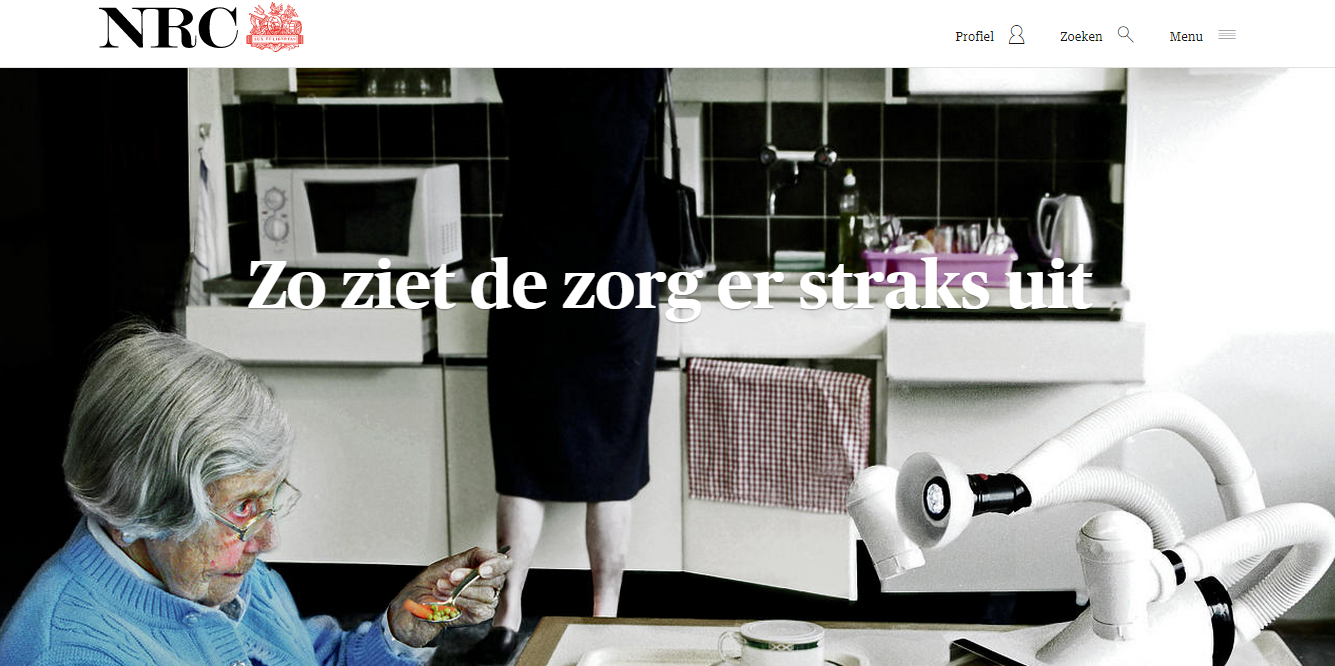 NRC
Profiel
Zoeken
Menu
Zo ziet de zorg er straks uit